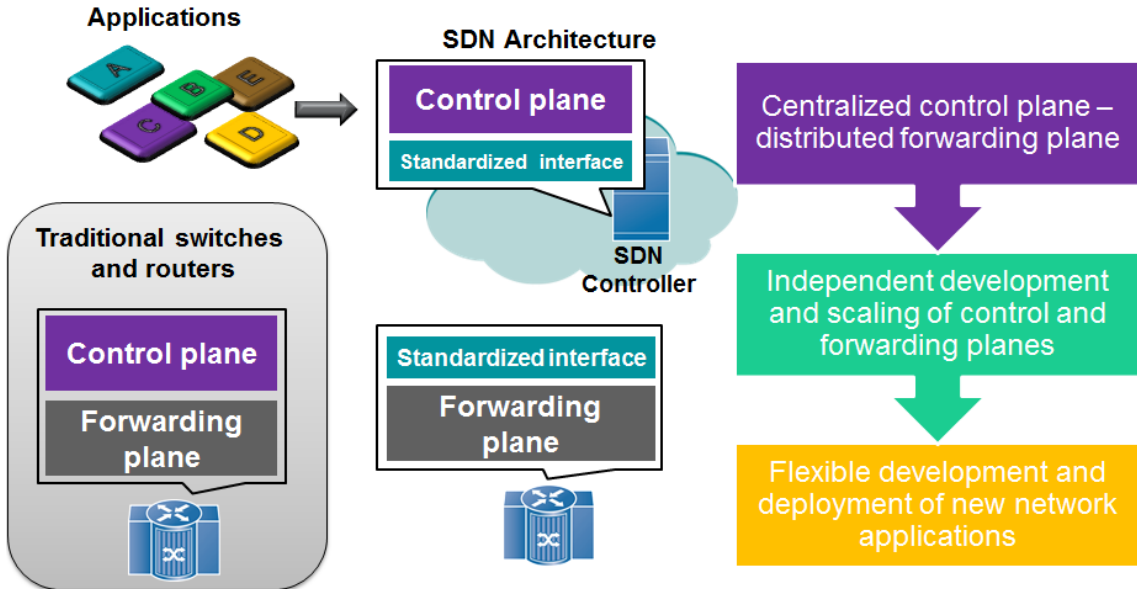 Applications
A
B
E
C
D
SDN Architecture
Control plane
Standardized interface
SDN
Controller
Traditional switches
and routers
Control plane
Forwarding
plane
Standardized interface
Forwarding
plane
Centralized control plane –
distributed forwarding plane
Independent development
and scaling of control and
forwarding planes
Flexible development and
deployment of new network
applications